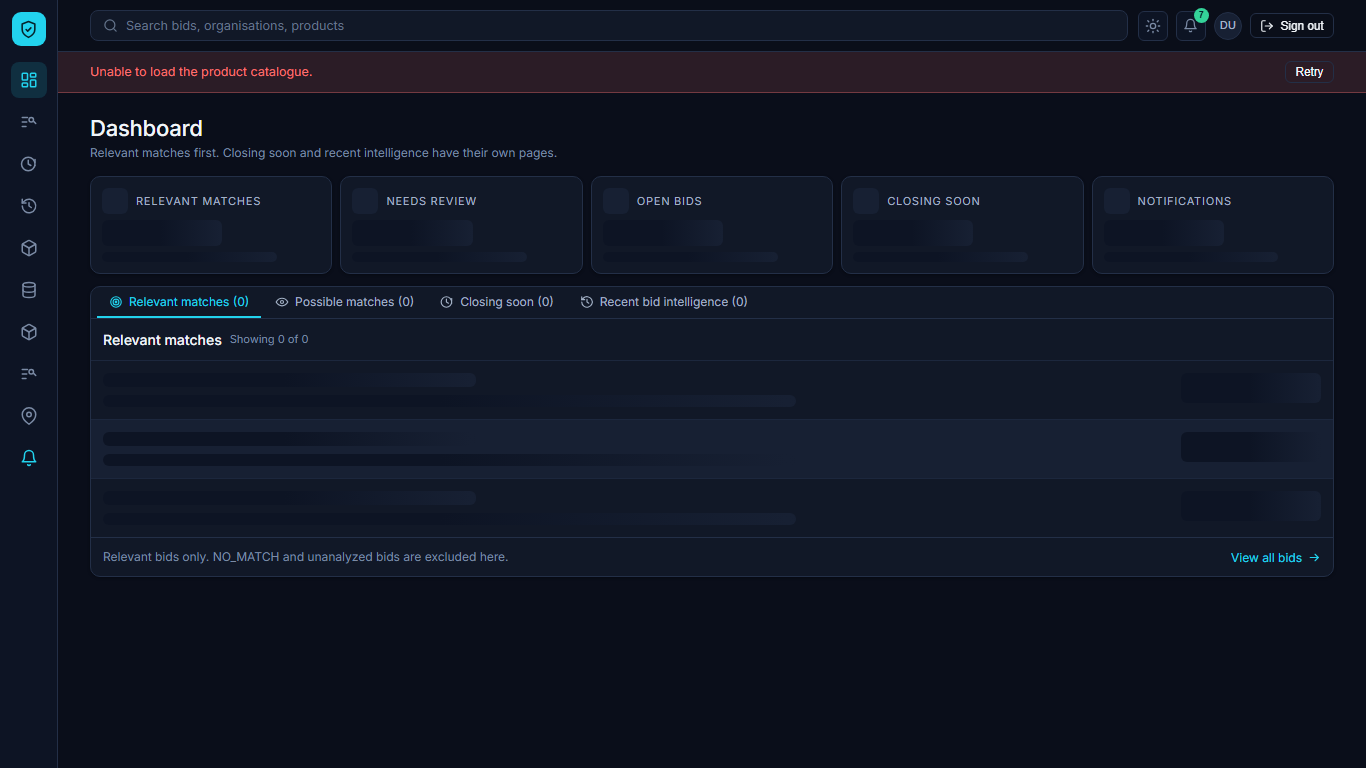 Search bids, organisations, products
7
DU
Sign out
Unable to load the product catalogue.
Retry
Dashboard
Relevant matches first. Closing soon and recent intelligence have their own pages.
RELEVANT MATCHES
NEEDS REVIEW
OPEN BIDS
CLOSING SOON
NOTIFICATIONS
Relevant matches (0)
Possible matches (0)
Closing soon (0)
Recent bid intelligence (0)
Relevant matches
Showing 0 of 0
Relevant bids only. NO_MATCH and unanalyzed bids are excluded here.
View all bids →